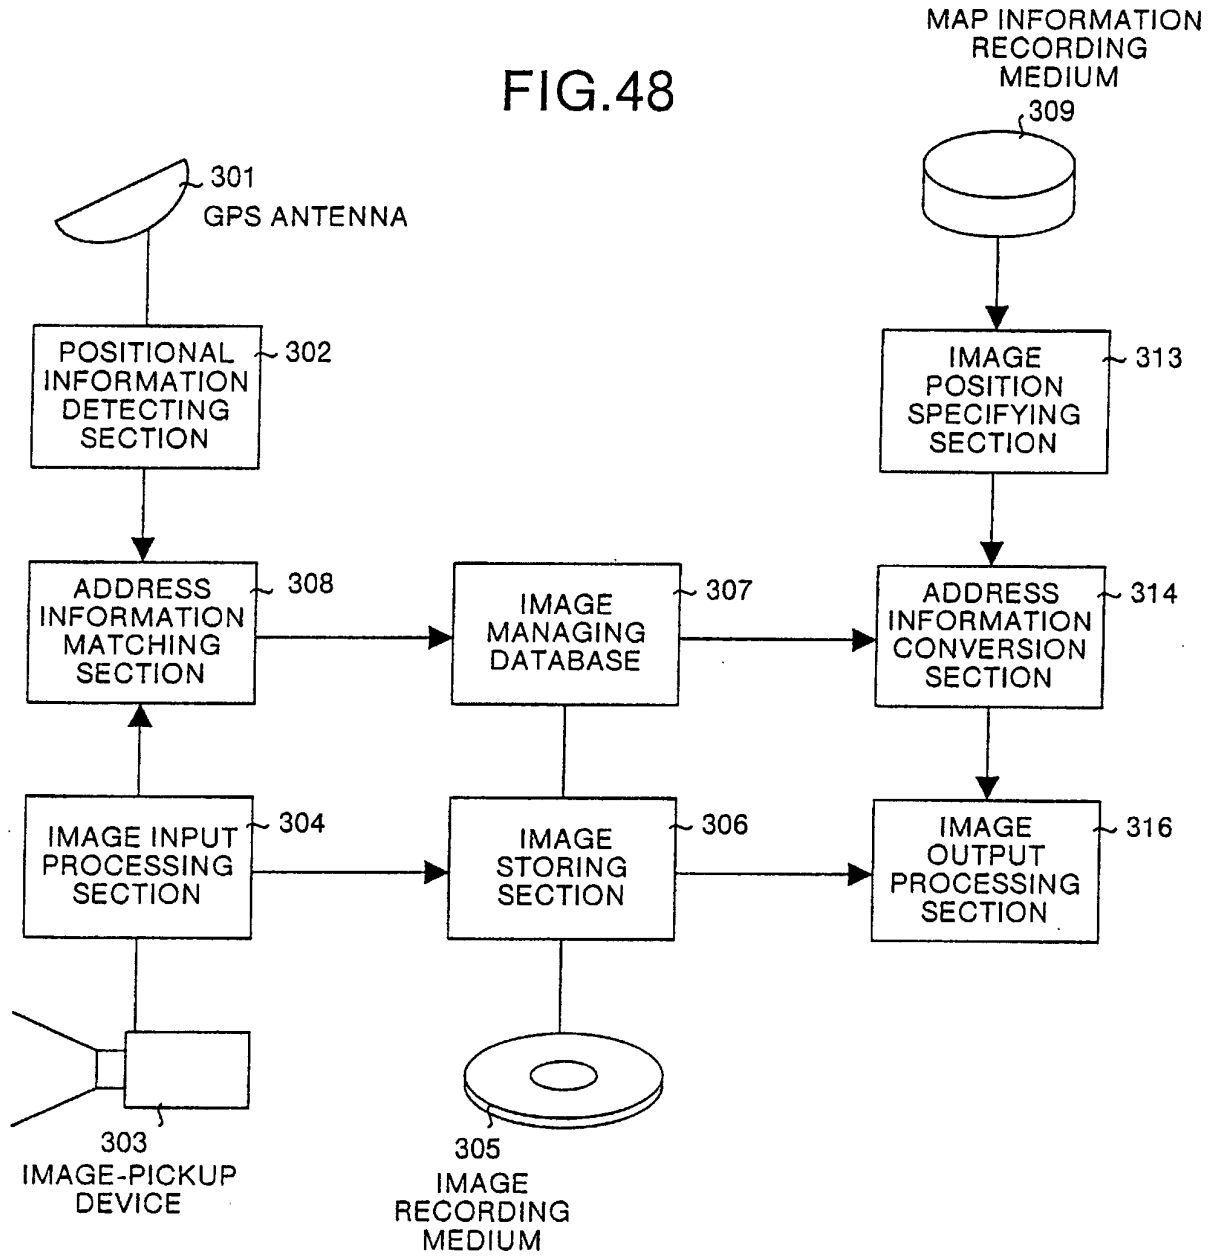 MAP INFORMATION
RECORDING
MEDIUM
309
FIG.48
301
GPS ANTENNA
POSITIONAL
INFORMATION
DETECTING
SECTION
302
IMAGE
POSITION
SPECIFYING
SECTION
313
ADDRESS
INFORMATION
MATCHING
SECTION
308
IMAGE
MANAGING
DATABASE
307
ADDRESS
INFORMATION
CONVERSION
SECTION
314
IMAGE INPUT
PROCESSING
SECTION
304
IMAGE
STORING
SECTION
306
IMAGE
OUTPUT
PROCESSING
SECTION
316
303
IMAGE-PICKUP
DEVICE
305
IMAGE
RECORDING
MEDIUM